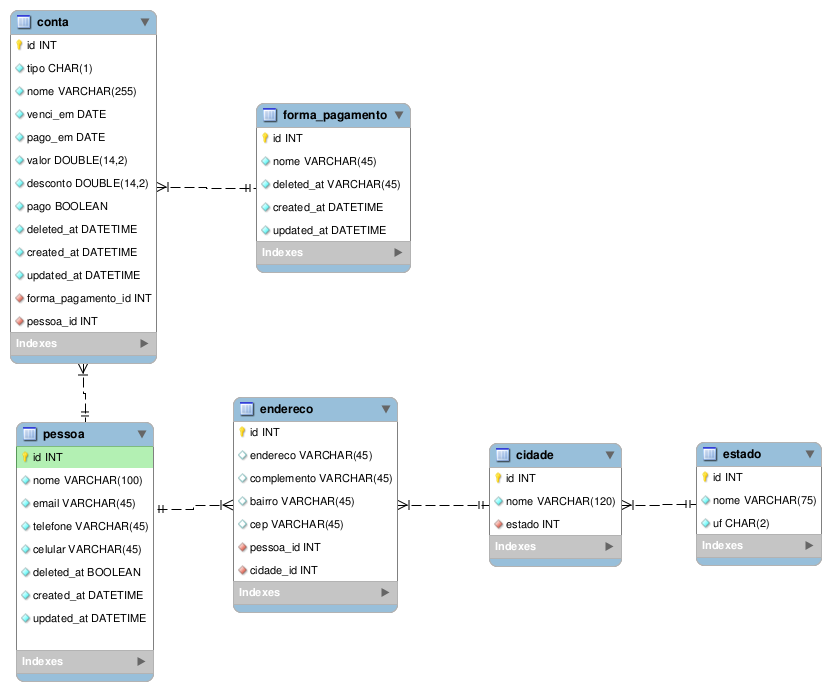 conta
id INT
tipo CHAR(1)
nome VARCHAR(255)
venci_em DATE
pago_em DATE
valor DOUBLE(14,2)
desconto DOUBLE(14,2)
pago BOOLEAN
deleted_at DATETIME
created_at DATETIME
updated_at DATETIME
forma_pagamento_id INT
pessoa_id INT
Indexes
forma_pagamento
id INT
nome VARCHAR(45)
deleted_at VARCHAR(45)
created_at DATETIME
updated_at DATETIME
Indexes
pessoa
id INT
nome VARCHAR(100)
email VARCHAR(45)
telefone VARCHAR(45)
celular VARCHAR(45)
deleted_at BOOLEAN
created_at DATETIME
updated_at DATETIME
Indexes
endereco
id INT
endereco VARCHAR(45)
complemento VARCHAR(45)
bairro VARCHAR(45)
cep VARCHAR(45)
pessoa_id INT
cidade_id INT
Indexes
cidade
id INT
nome VARCHAR(120)
estado INT
Indexes
estado
id INT
nome VARCHAR(75)
uf CHAR(2)
Indexes